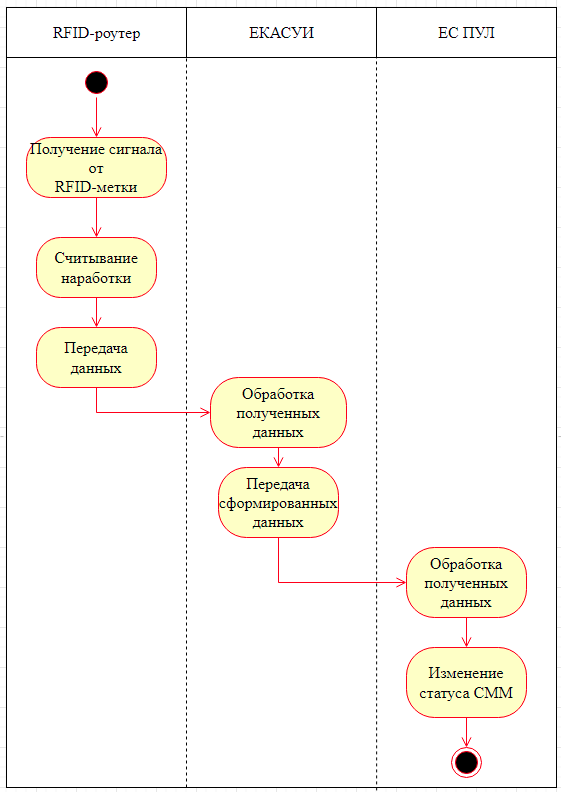 RFID-роутер
ЕКАСУИ
ЕС ПУЛ
Получение сигнала
от
RFID-метки
Считывание
наработки
Передача
данных
Обработка
полученных
данных
Передача
сформированных
данных
Обработка
полученных
данных
Изменение
статуса СММ